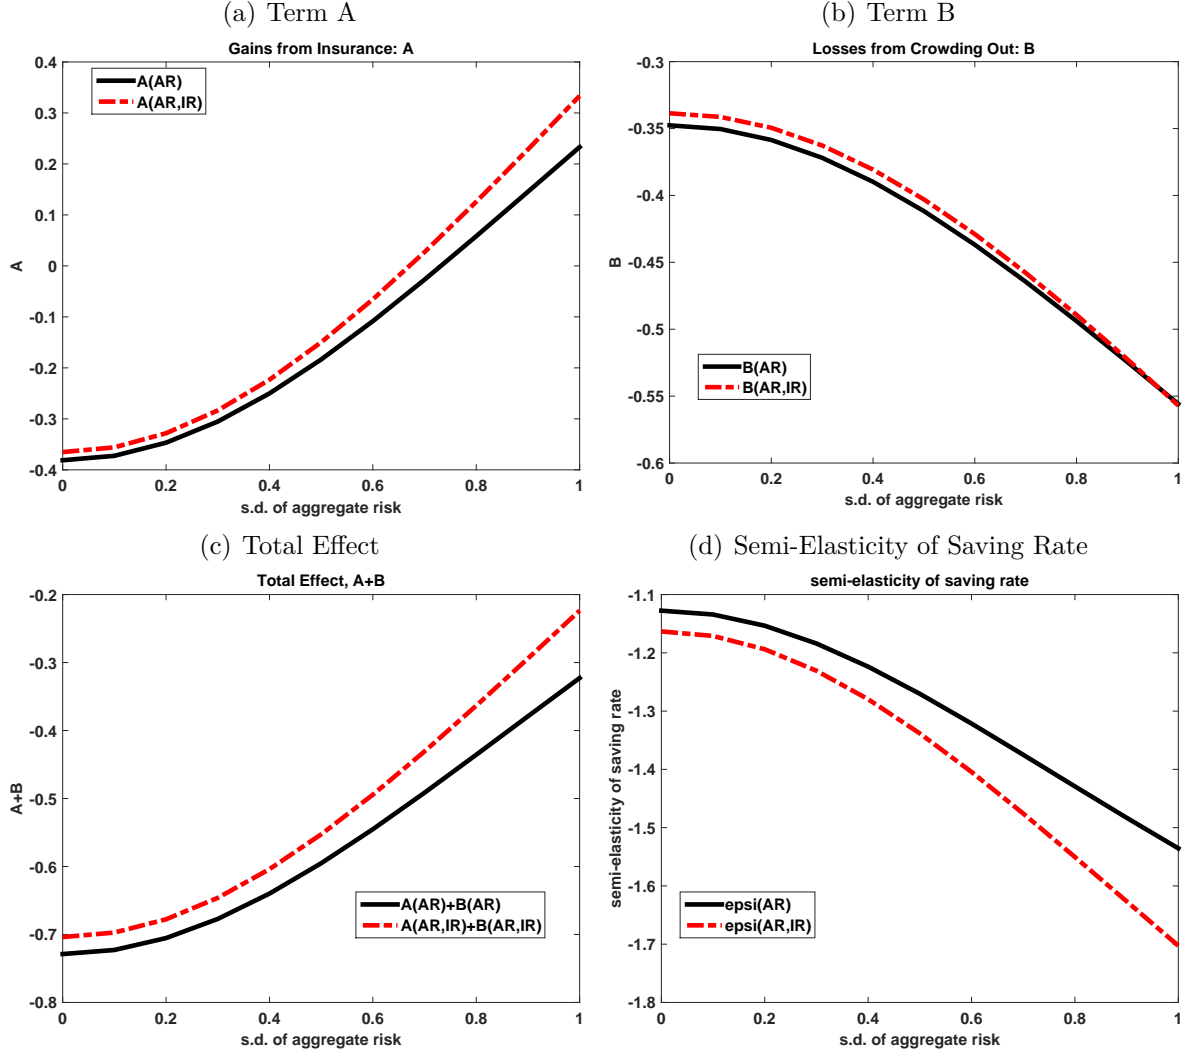 (a) Term A
Gains from Insurance: A
0.4
0.3
0.2
0.1
0
-0.1
-0.2
-0.3
-0.4
A
A(AR)
A(AR,IR)
0
0.2
0.4
0.6
0.8
1
s.d. of aggregate risk
(b) Term B
Losses from Crowding Out: B
-0.3
-0.35
-0.4
-0.45
-0.5
-0.55
-0.6
B
B(AR)
B(AR,IR)
0
0.2
0.4
0.6
0.8
1
s.d. of aggregate risk
(c) Total Effect
Total Effect, A+B
-0.2
-0.3
-0.4
-0.5
-0.6
-0.7
-0.8
A+B
A(AR)+B(AR)
A(AR,IR)+B(AR,IR)
0
0.2
0.4
0.6
0.8
1
s.d. of aggregate risk
(d) Semi-Elasticity of Saving Rate
semi-elasticity of saving rate
-1.1
-1.2
-1.3
-1.4
-1.5
-1.6
-1.7
-1.8
semi-elasticity of saving rate
epsi(AR)
epsi(AR,IR)
0
0.2
0.4
0.6
0.8
1
s.d. of aggregate risk